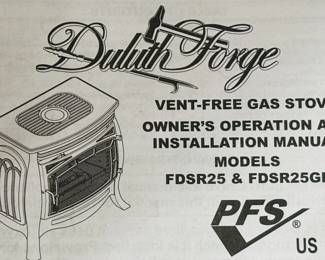 Duluth Forge
VENT-FREE GAS STOV
OWNER'S OPERATION A
INSTALLATION MANUA
MODELS
FDSR25 & FDSR25G
PFS®
US